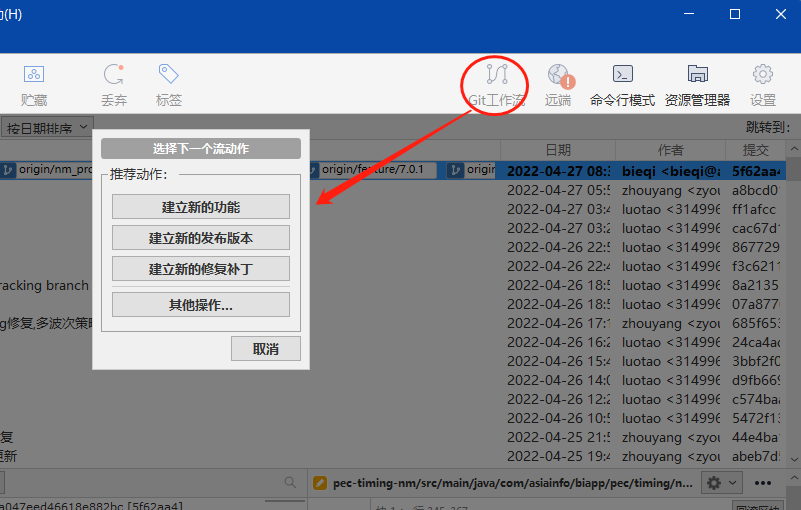 (H)
贮藏 丢弃 标签 Git工作流 远端 命令行模式 资源管理器 设置
按日期排序 跳转到:
选择下一个流动作
推荐动作:
建立新的功能
建立新的发布版本
建立新的修复补丁
其他操作...
取消
日期 作者 提交
origin/nm_pro origin/feature/7.0.1 origin 2022-04-27 08: bieqi <bieqi@a 5f62aa4
2022-04-27 05:5 zhouyang <zyou a8bcd01
2022-04-27 03:4 luotao <314996 ff1afcc
2022-04-27 03:2 luotao <314996 cac67d1
2022-04-26 22:5 luotao <314996 867729
2022-04-26 22:4 luotao <314996 f3c6211
racking branch 2022-04-26 18:5 luotao <314996 8a2135
2022-04-26 18:5 luotao <314996 07a877
g修复,多波次策略 2022-04-26 17:1 zhouyang <zyou 685f653
2022-04-26 16:2 luotao <314996 24ca4ad
2022-04-26 15:4 luotao <314996 3bbf2f0
2022-04-26 14:0 luotao <314996 d9fb669
2022-04-26 12:2 luotao <314996 c574baa
2022-04-26 10:5 luotao <314996 5472f13
复 2022-04-25 21:5 zhouyang <zyou 44e4ba
更新 2022-04-25 19:4 zhouyang <zyou abeb7d5
pec-timing-nm/src/main/java/com/asiainfo/biapp/pec/timing/n...
a047eed46618e882bc [5f62aa4]